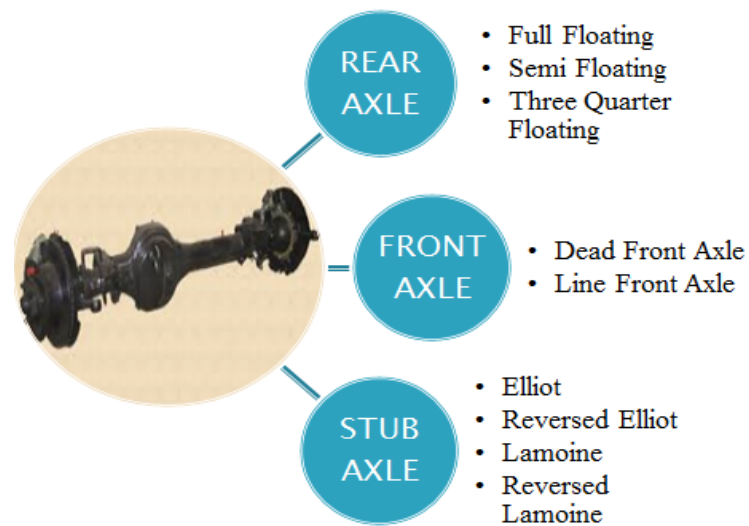 REAR
AXLE
• Full Floating
• Semi Floating
• Three Quarter
Floating
FRONT
AXLE
• Dead Front Axle
• Line Front Axle
STUB
AXLE
• Elliot
• Reversed Elliot
• Lamoine
• Reversed
Lamoine